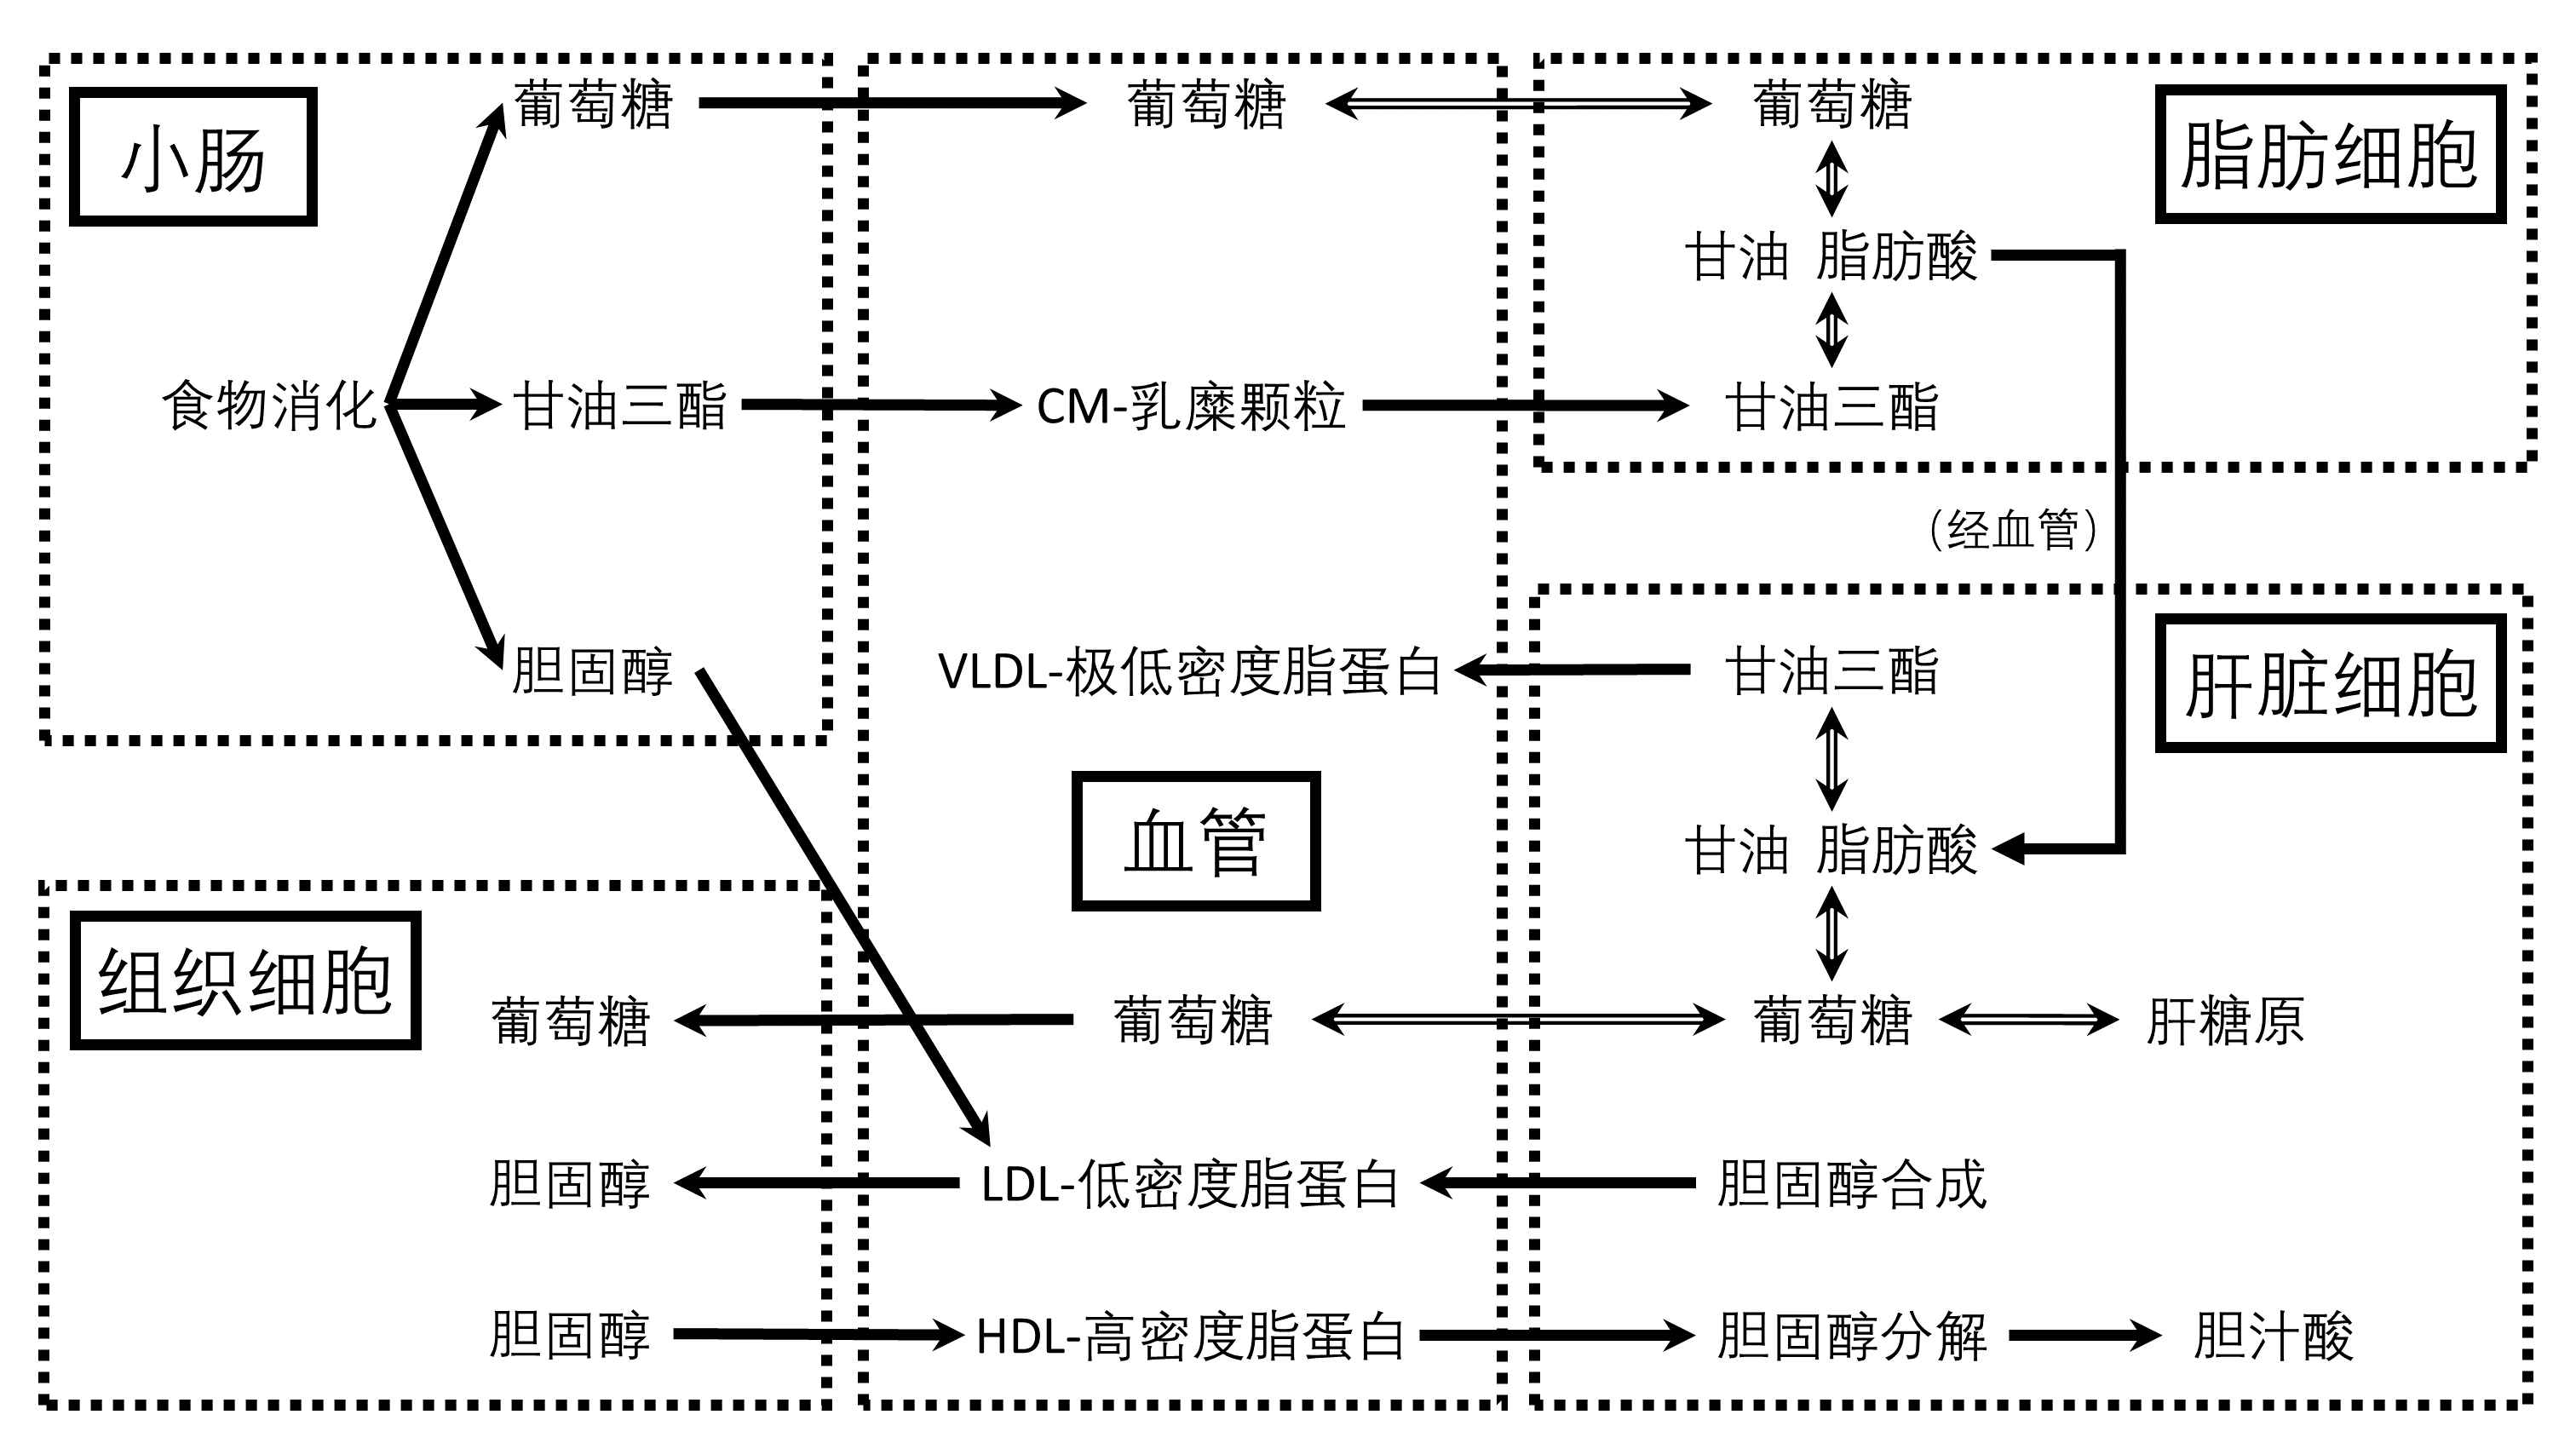 小肠
葡萄糖
食物消化
甘油三酯
胆固醇
葡萄糖
CM-乳糜颗粒
VLDL-极低密度脂蛋白
血管
葡萄糖
LDL-低密度脂蛋白
HDL-高密度脂蛋白
脂肪细胞
葡萄糖
甘油 脂肪酸
甘油三酯
（经血管）
肝脏细胞
甘油三酯
甘油 脂肪酸
葡萄糖
肝糖原
胆固醇合成
胆固醇分解
胆汁酸
组织细胞
葡萄糖
胆固醇
胆固醇